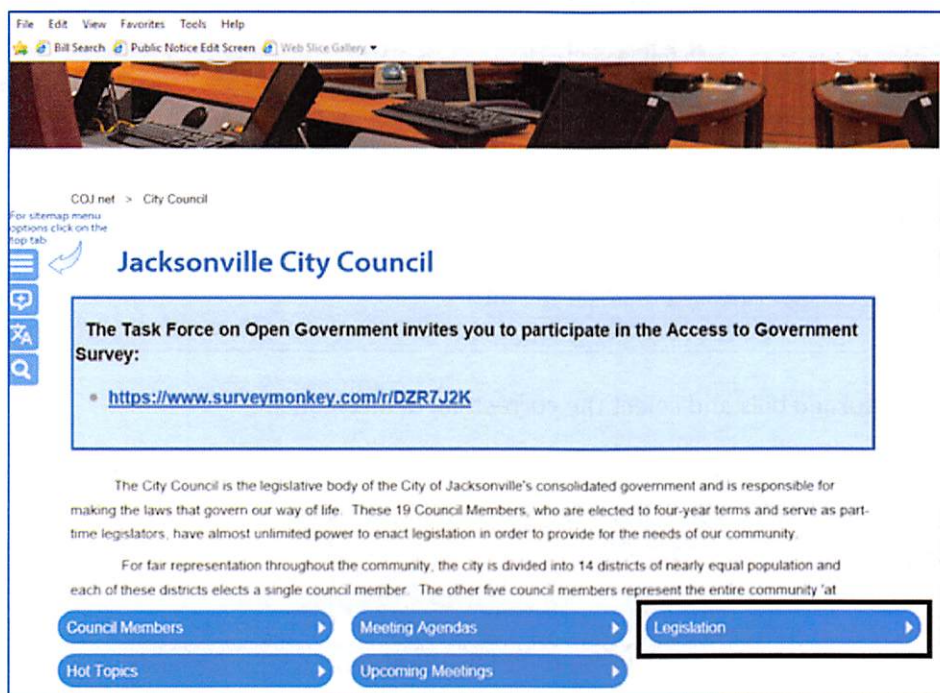 File Edit View Favorites Tools Help
Bill Search Public Notice Edit Screen Web Slice Gallery
COJ.net > City Council
For sitemap menu
options click on the
top tab
Jacksonville City Council
The Task Force on Open Government invites you to participate in the Access to Government
Survey:
• https://www.surveymonkey.com/r/DZR7J2K
The City Council is the legislative body of the City of Jacksonville's consolidated government and is responsible for
making the laws that govern our way of life. These 19 Council Members, who are elected to four-year terms and serve as part-
time legislators, have almost unlimited power to enact legislation in order to provide for the needs of our community.
For fair representation throughout the community, the city is divided into 14 districts of nearly equal population and
each of these districts elects a single council member. The other five council members represent the entire community 'at
Council Members
Meeting Agendas
Legislation
Hot Topics
Upcoming Meetings